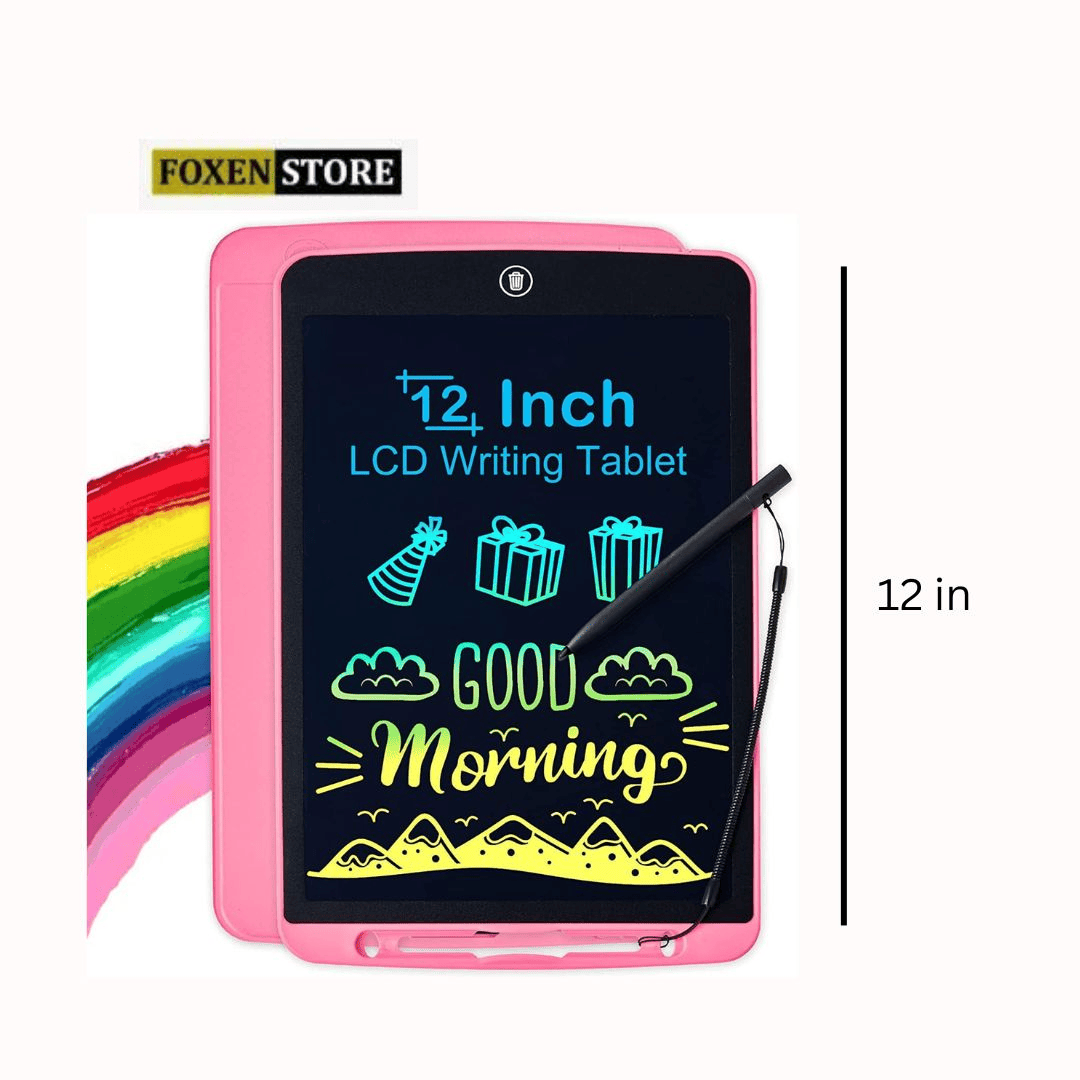 FOXEN STORE
12 Inch
LCD Writing Tablet
GOOD
Morning
12 in